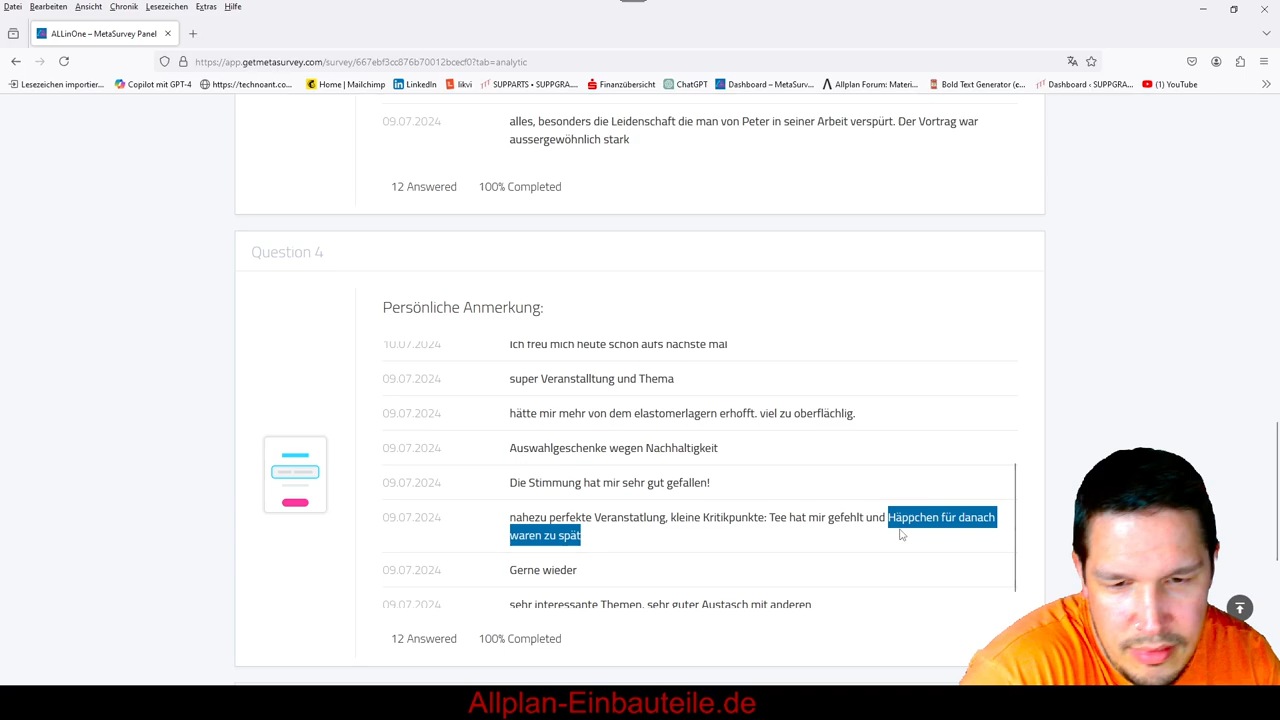 Datei Bearbeiten Ansicht Chronik Lesezeichen Extras Hilfe
ALLinOne – MetaSurvey Panel
https://app.getmetasurvey.com/survey/667ebf3cc876b70012bcecf0?tab=analytic
Lesezeichen importier... Copilot mit GPT-4 https://technoant.co... Home | Mailchimp LinkedIn likvi SUPPARTS • SUPPGRA... Finanzübersicht ChatGPT Dashboard – MetaSurv... Allplan Forum: Materi... Bold Text Generator (e... Dashboard ‹ SUPPGRA... (1) YouTube
09.07.2024 alles, besonders die Leidenschaft die man von Peter in seiner Arbeit verspürt. Der Vortrag war
aussergewöhnlich stark
12 Answered 100% Completed
Question 4
Persönliche Anmerkung:
10.07.2024 Ich freu mich heute schon aufs nächste mal
09.07.2024 super Veranstalltung und Thema
09.07.2024 hätte mir mehr von dem elastomerlagern erhofft. viel zu oberflächlig.
09.07.2024 Auswahlgeschenke wegen Nachhaltigkeit
09.07.2024 Die Stimmung hat mir sehr gut gefallen!
09.07.2024 nahezu perfekte Veranstatlung, kleine Kritikpunkte: Tee hat mir gefehlt und Häppchen für danach
waren zu spät
09.07.2024 Gerne wieder
09.07.2024 sehr interessante Themen, sehr guter Austasch mit anderen
12 Answered 100% Completed
Allplan-Einbauteile.de